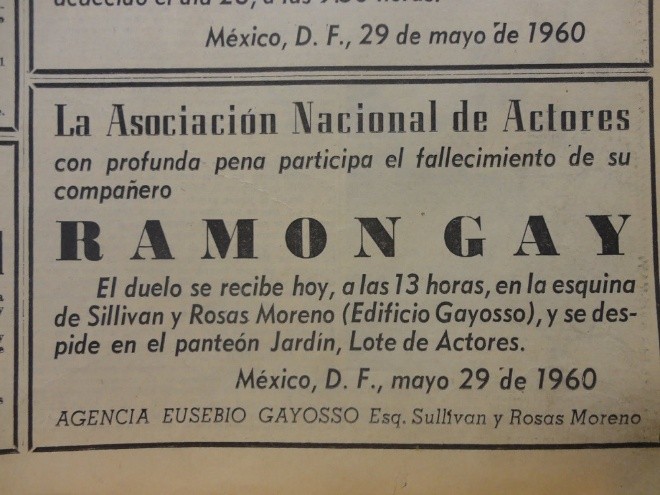 México, D. F., 29 de mayo de 1960
La Asociación Nacional de Actores
con profunda pena participa el fallecimiento de su
compañero
RAMON GAY
El duelo se recibe hoy, a las 13 horas, en la esquina
de Sillivan y Rosas Moreno (Edificio Gayosso), y se des-
pide en el panteón Jardín, Lote de Actores.
México, D. F., mayo 29 de 1960
AGENCIA EUSEBIO GAYOSSO Esq. Sullivan y Rosas Moreno